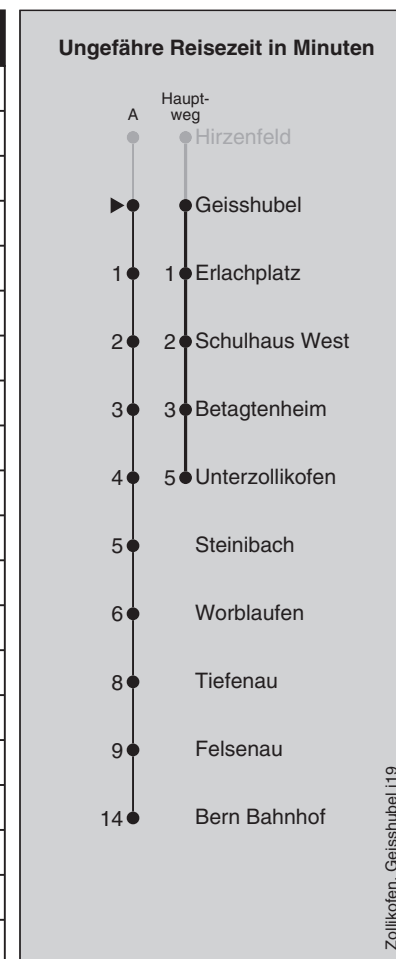 Ungefähre Reisezeit in Minuten
A
Haupt-
weg
Hirzenfeld
Geisshubel
1 1 Erlachplatz
2 2 Schulhaus West
3 3 Betagtenheim
4 5 Unterzollikofen
5 Steinibach
6 Worblaufen
8 Tiefenau
9 Felsenau
14 Bern Bahnhof
Zollikofen, Geisshubel i19